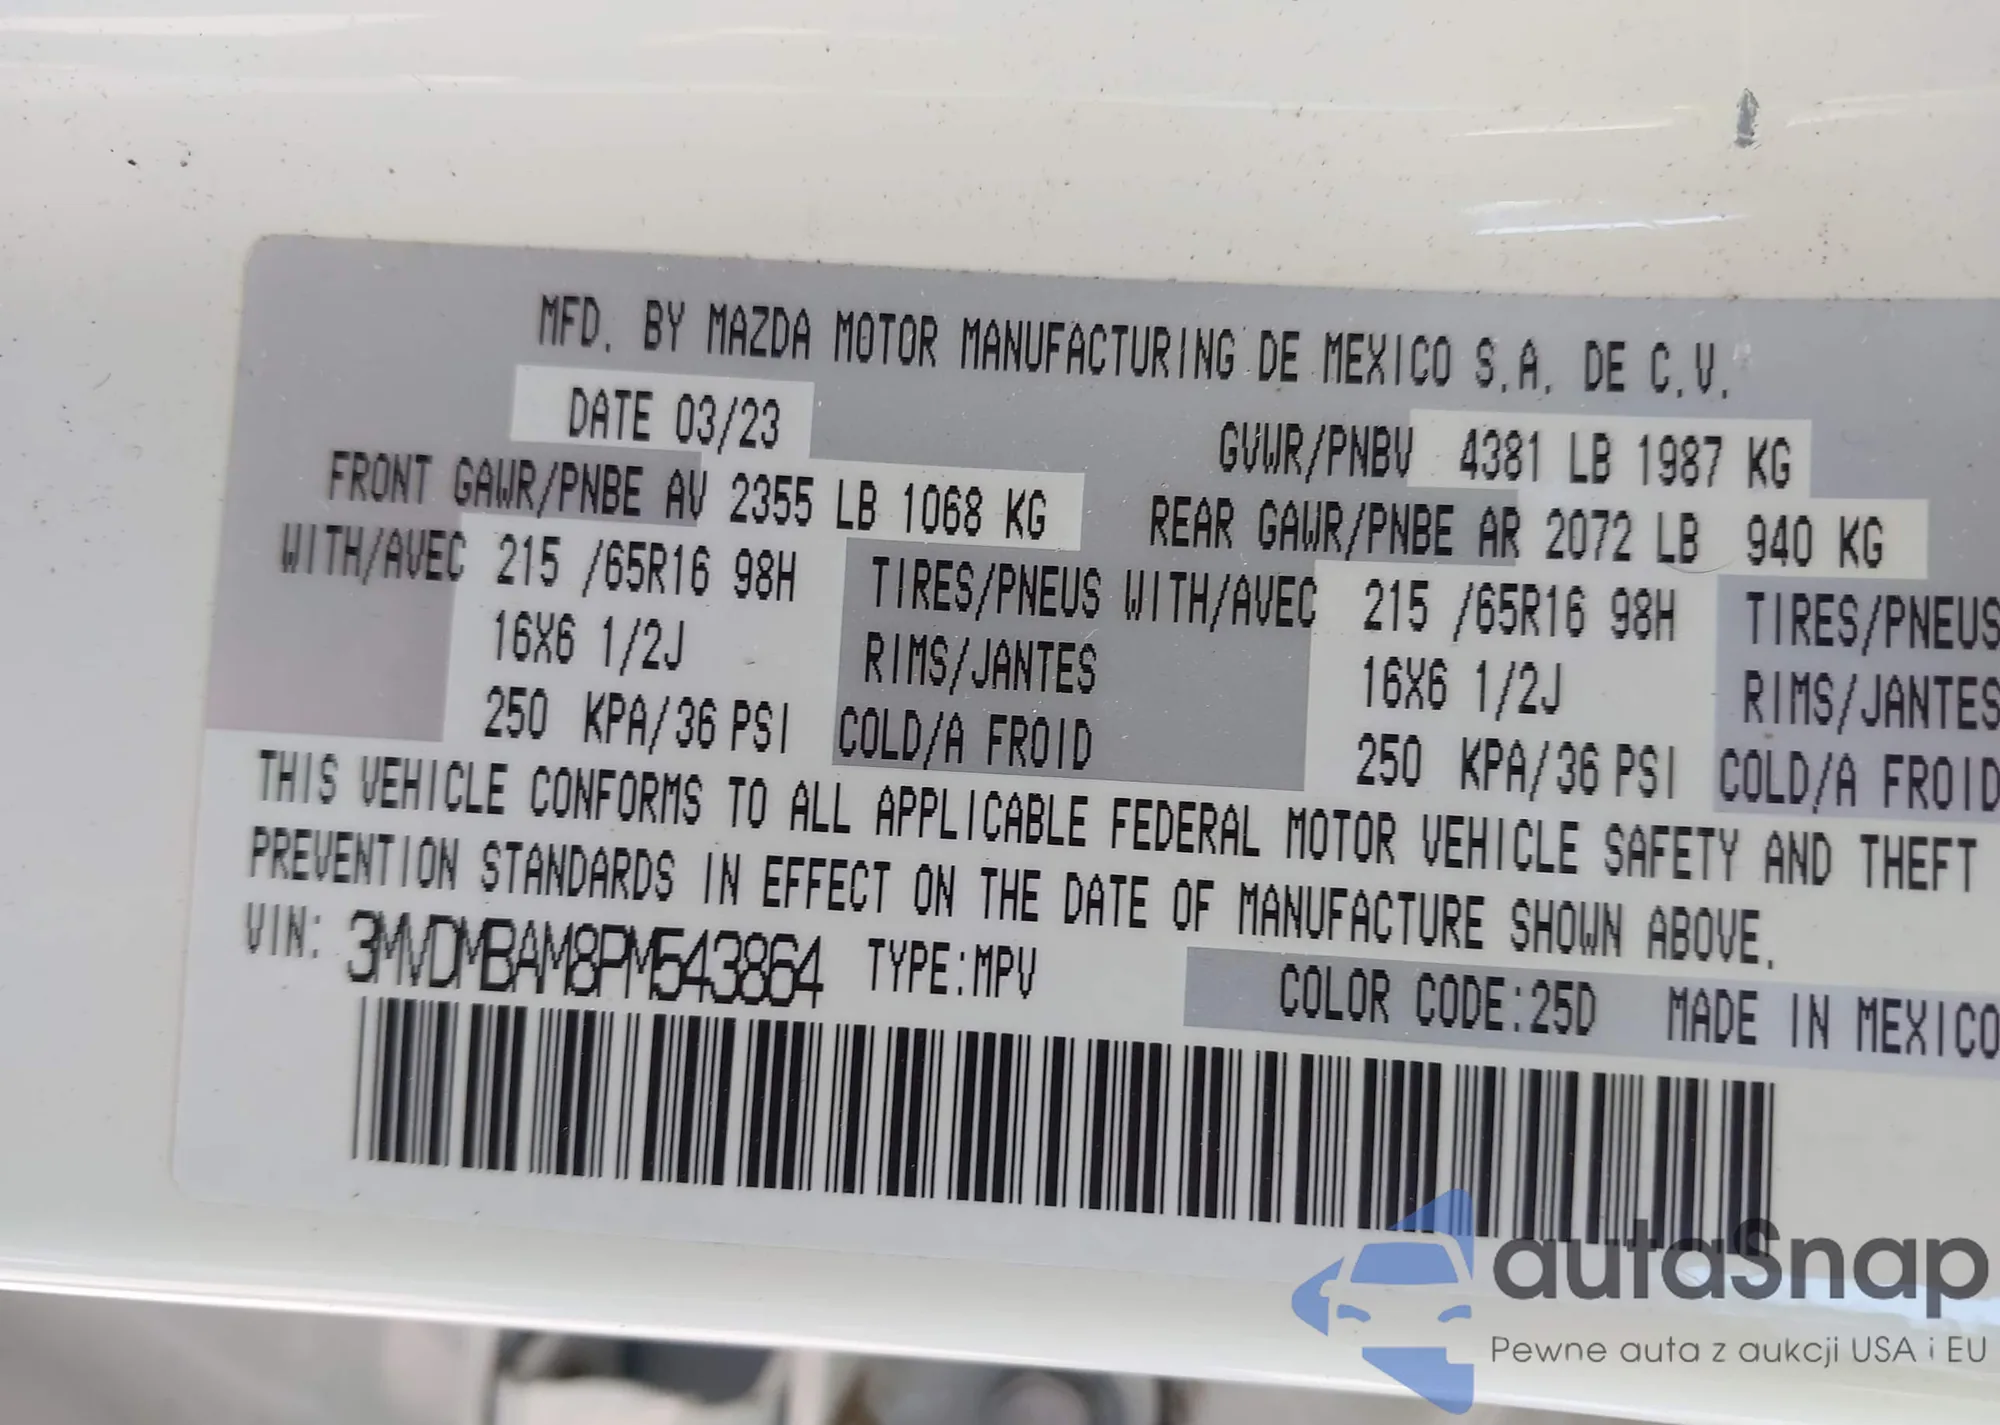 MFD. BY MAZDA MOTOR MANUFACTURING DE MEXICO S.A. DE C.V.
DATE 03/23 GVWR/PNBV 4381 LB 1987 KG
FRONT GAWR/PNBE AV 2355 LB 1068 KG REAR GAWR/PNBE AR 2072 LB 940 KG
WITH/AVEC 215 /65R16 98H TIRES/PNEUS WITH/AVEC 215 /65R16 98H TIRES/PNEUS
16X6 1/2J RIMS/JANTES 16X6 1/2J RIMS/JANTES
250 KPA/36 PSI COLD/A FROID 250 KPA/36 PSI COLD/A FROID
THIS VEHICLE CONFORMS TO ALL APPLICABLE FEDERAL MOTOR VEHICLE SAFETY AND THEFT
PREVENTION STANDARDS IN EFFECT ON THE DATE OF MANUFACTURE SHOWN ABOVE.
VIN: 3MVDMBAM8PM543864 TYPE:MPV COLOR CODE:25D MADE IN MEXICO
autaSnap
Pewne auta z aukcji USA i EU